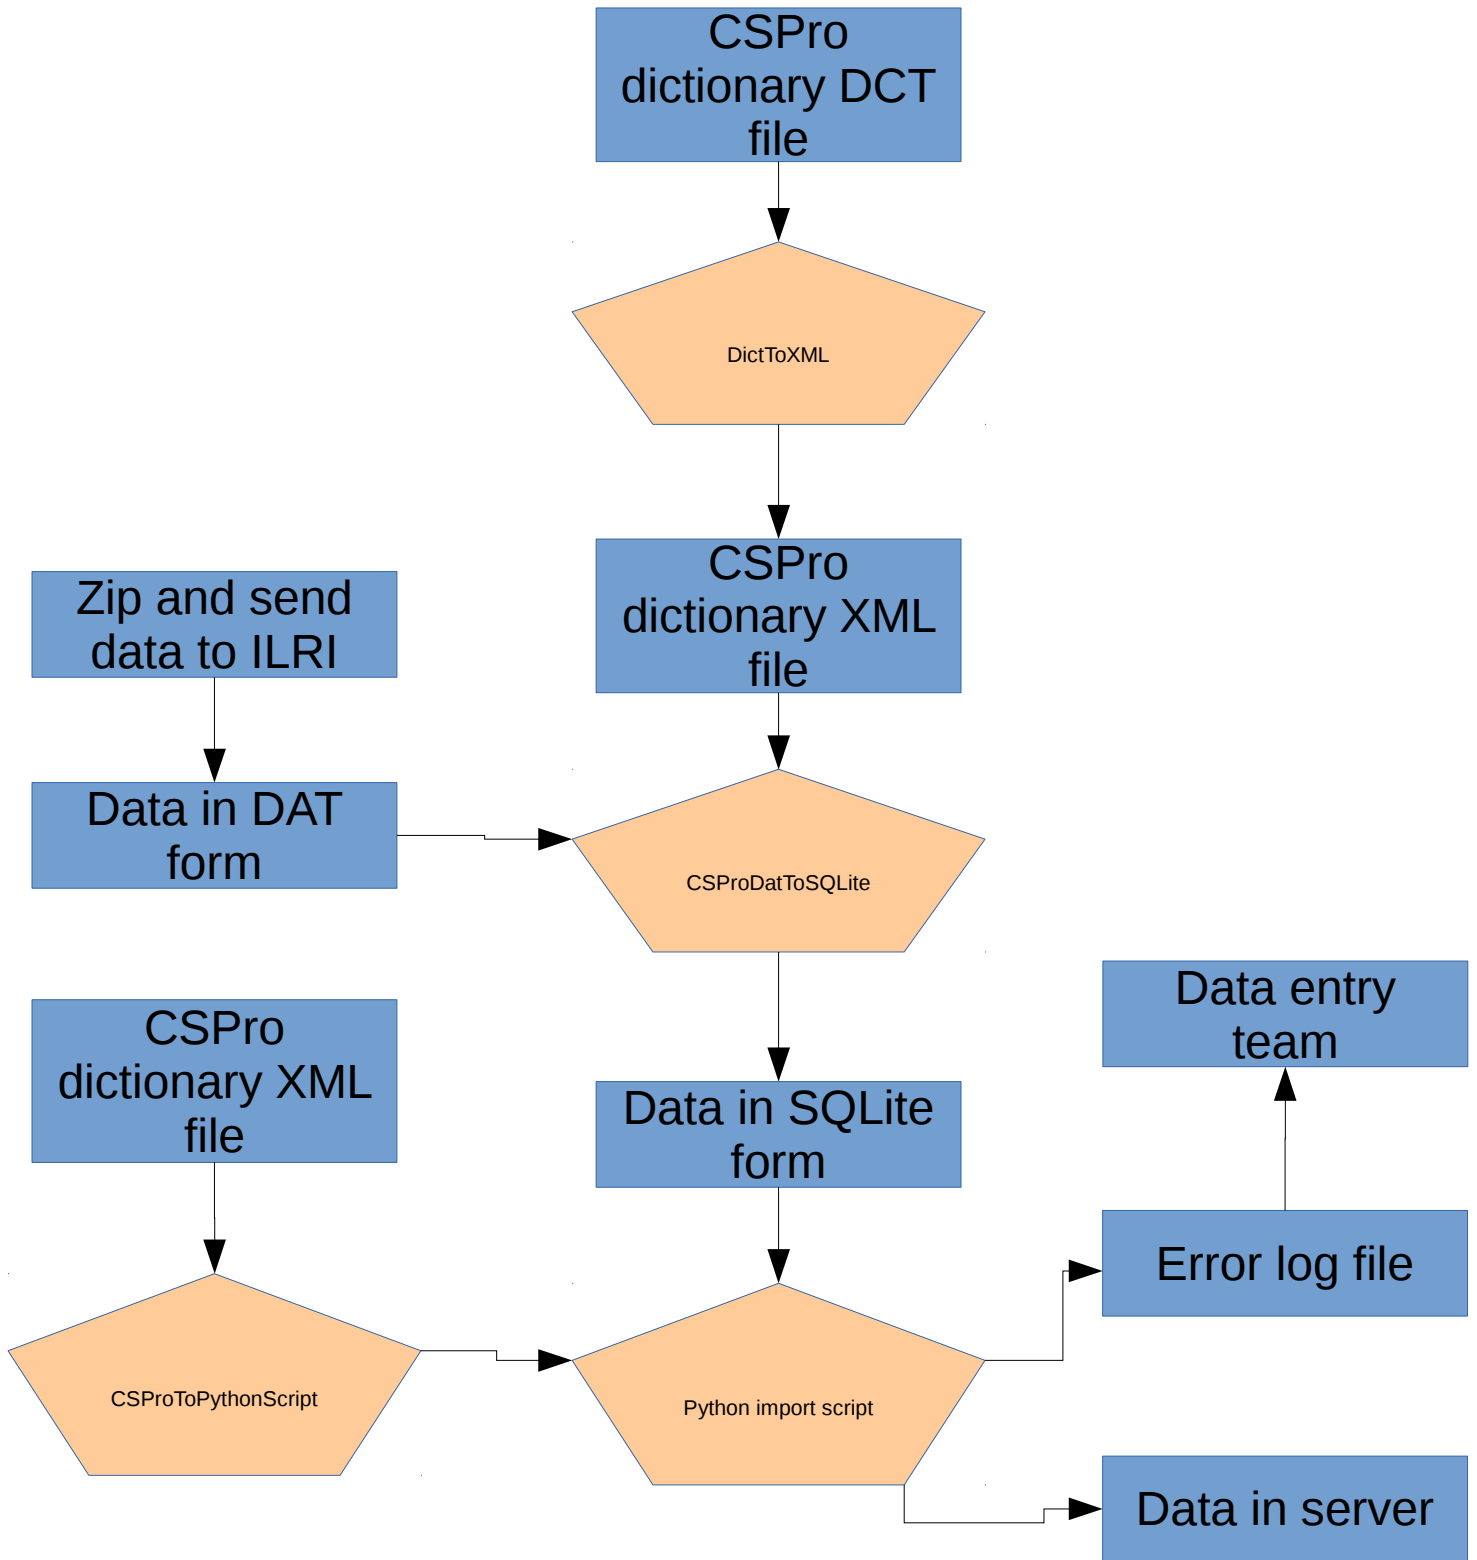 CSPro
dictionary DCT
file
DictToXML
CSPro
dictionary XML
file
Zip and send
data to ILRI
Data in DAT
form
CSProDatToSQLite
Data entry
team
CSPro
dictionary XML
file
Data in SQLite
form
Error log file
CSProToPythonScript
Python import script
Data in server